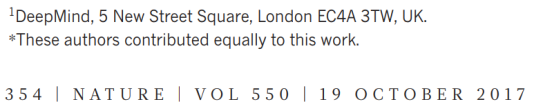 ¹DeepMind, 5 New Street Square, London EC4A 3TW, UK.
*These authors contributed equally to this work.
354 | NATURE | VOL 550 | 19 OCTOBER 2017